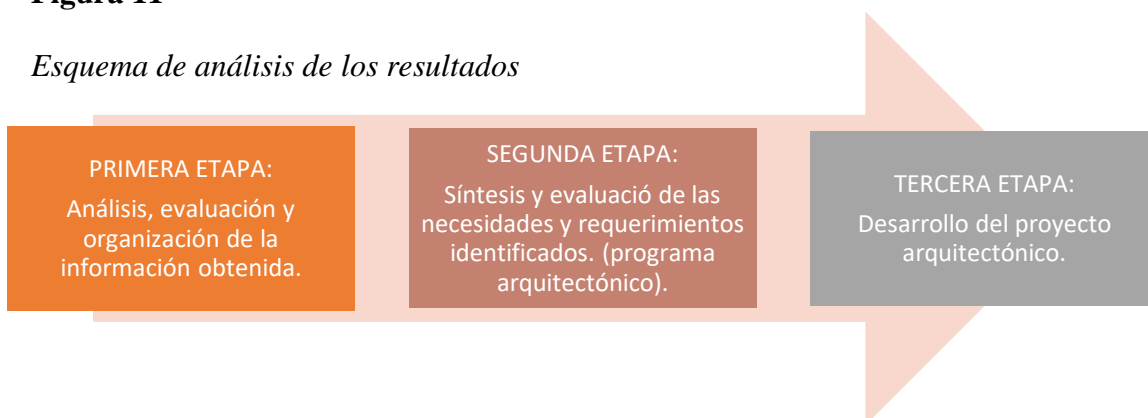 Figura 11
Esquema de análisis de los resultados
PRIMERA ETAPA:
Análisis, evaluación y
organización de la
información obtenida.
SEGUNDA ETAPA:
Síntesis y evaluació de las
necesidades y requerimientos
identificados. (programa
arquitectónico).
TERCERA ETAPA:
Desarrollo del proyecto
arquitectónico.